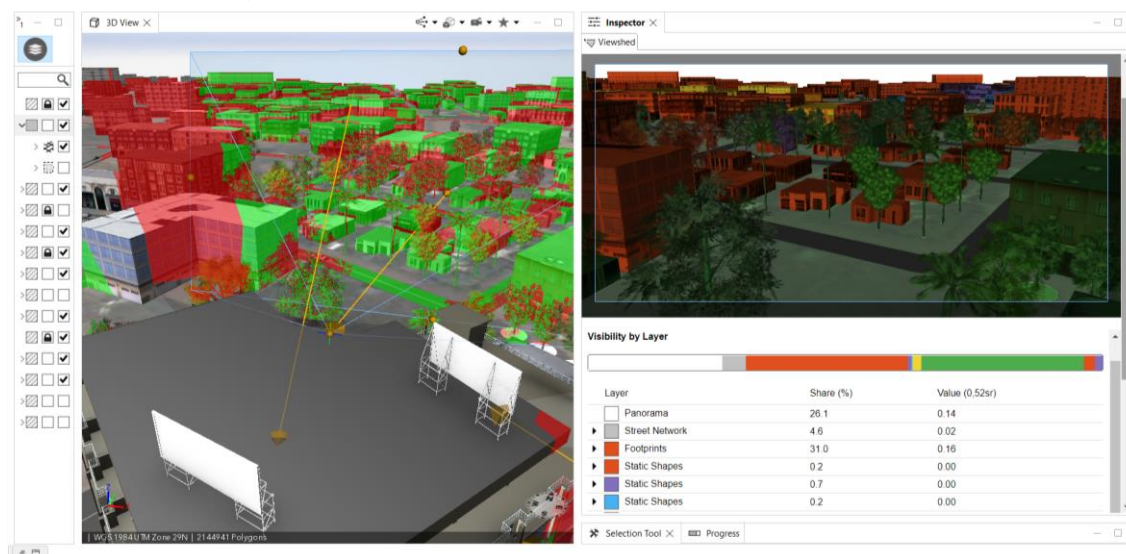 1
3D View
Inspector
Viewshed
Visibility by Layer
Layer Share (%) Value (0,52sr)
Panorama 26.1 0.14
Street Network 4.6 0.02
Footprints 31.0 0.16
Static Shapes 0.2 0.00
Static Shapes 0.7 0.00
Static Shapes 0.2 0.00
WGS 1984 UTM Zone 29N | 2144941 Polygons
Selection Tool Progress